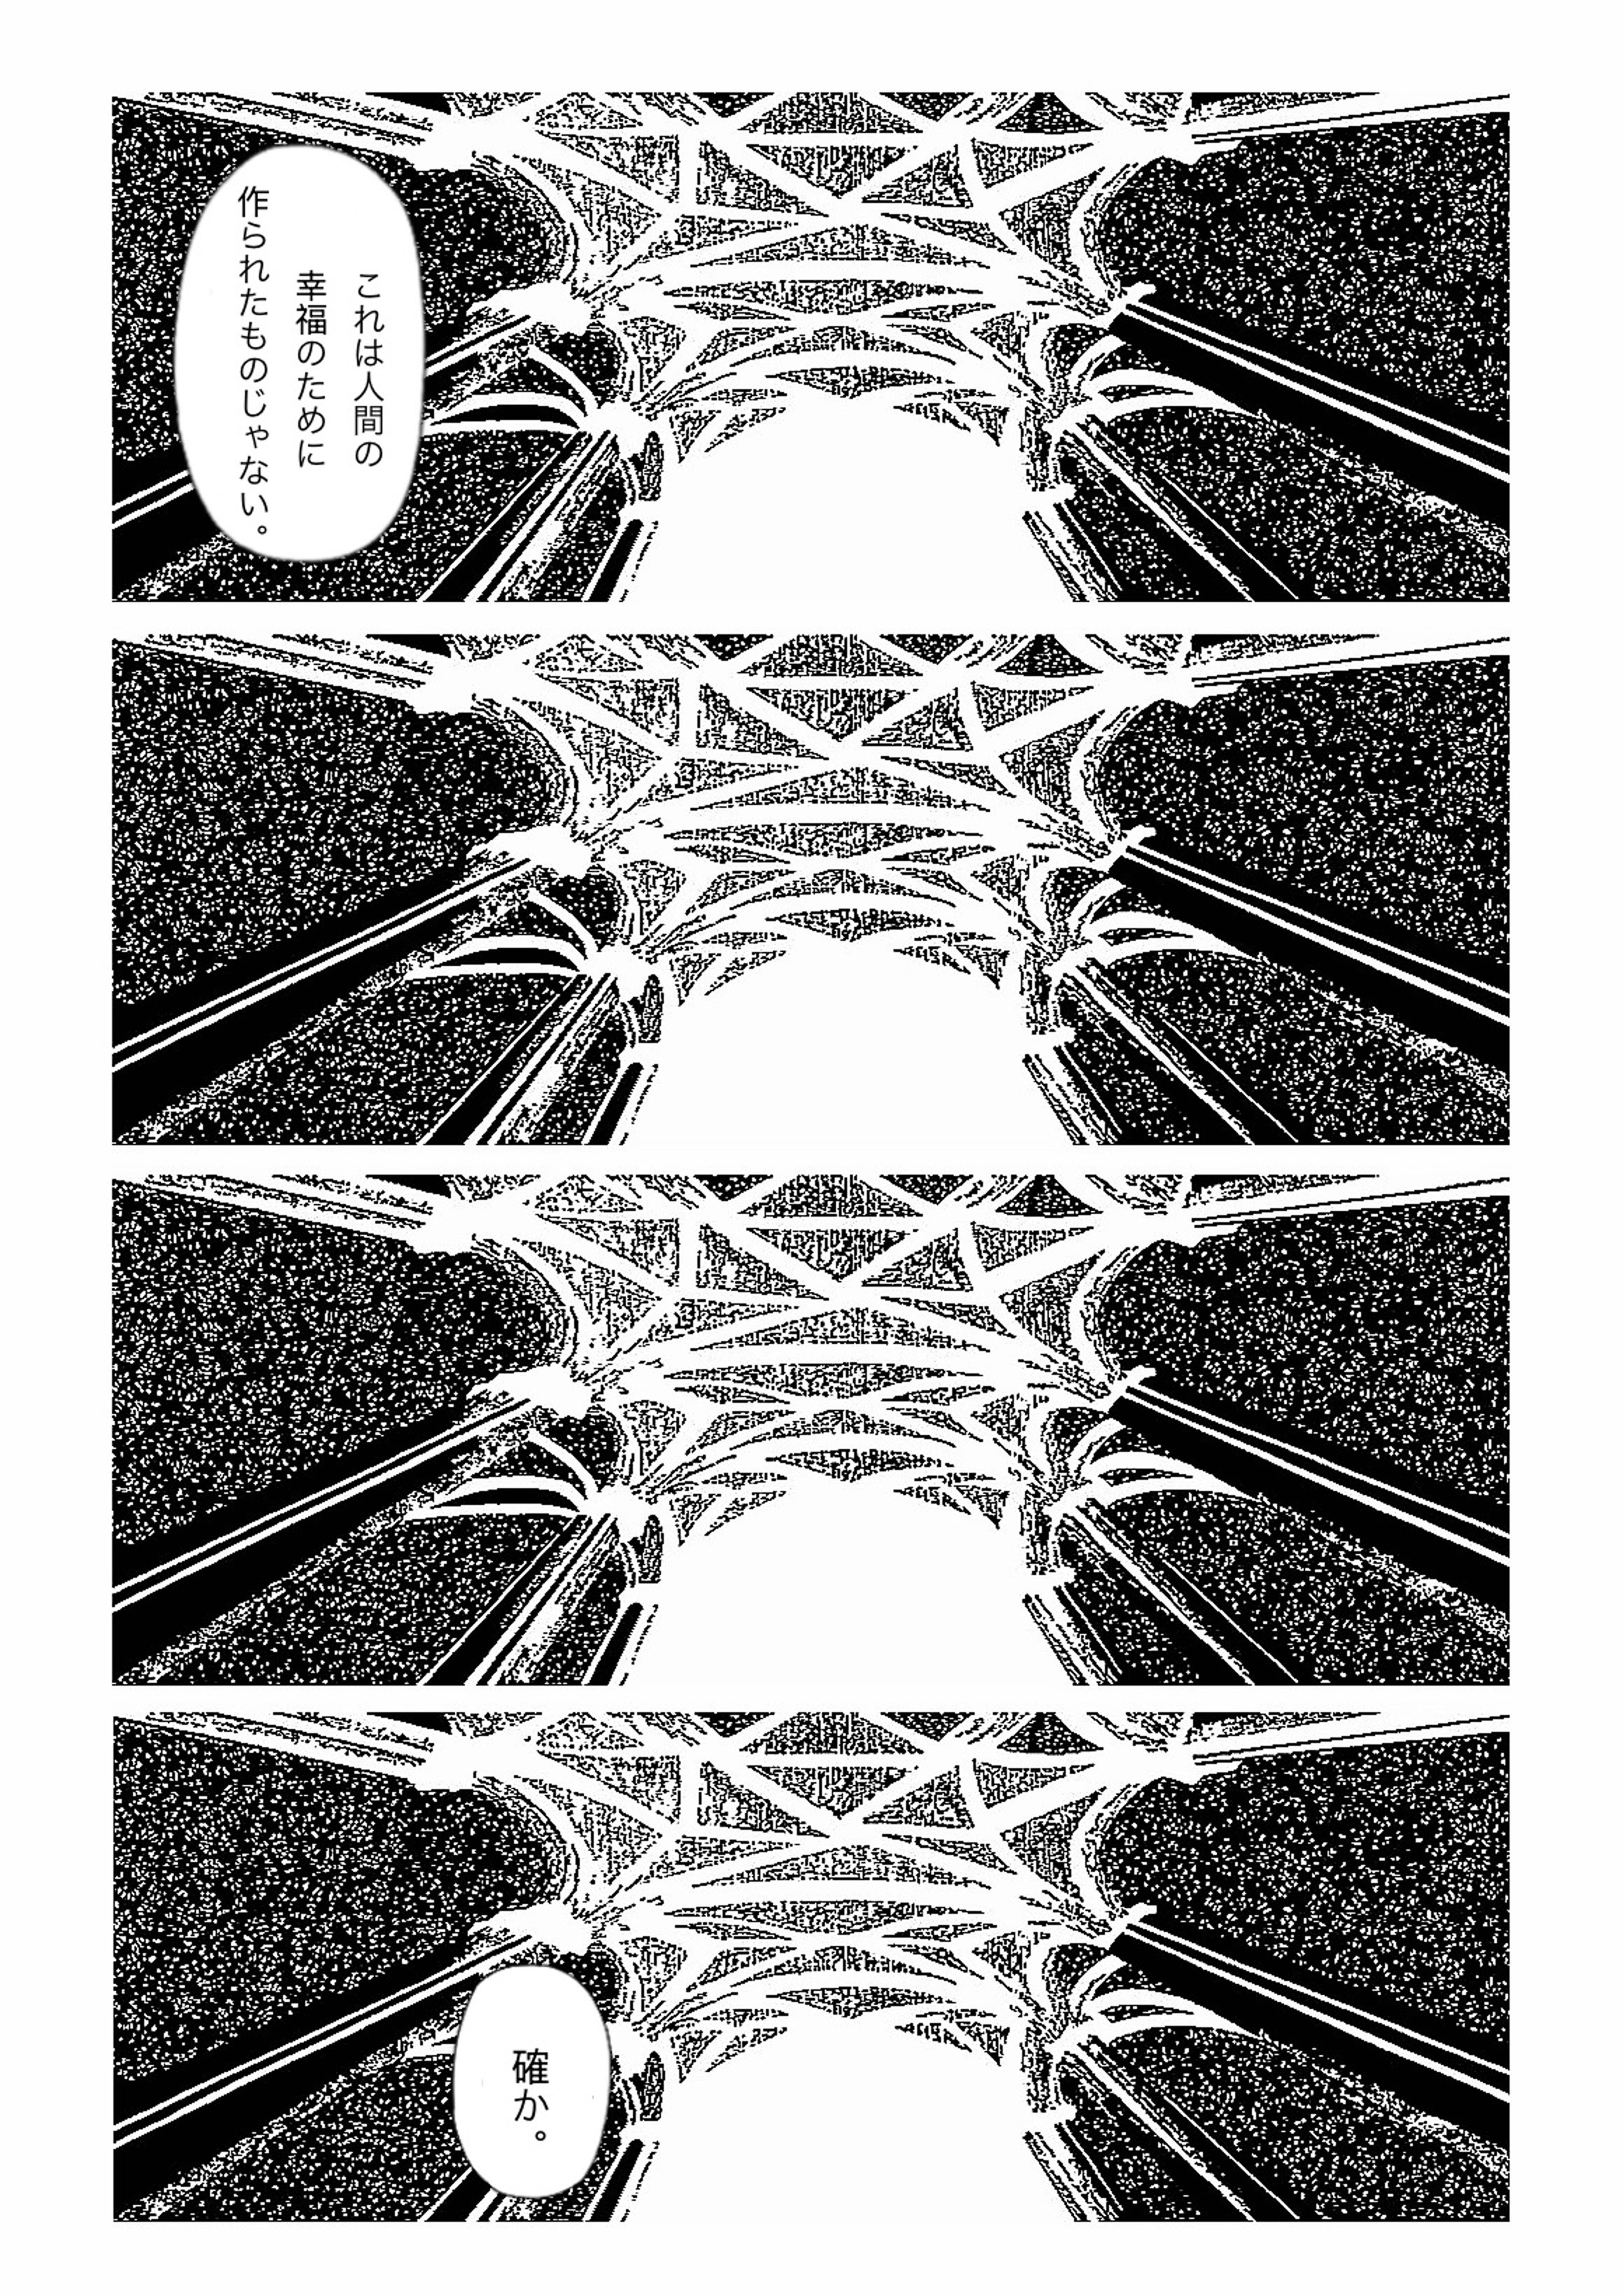 これは人間の
幸福のために
作られたものじゃない。
確か。